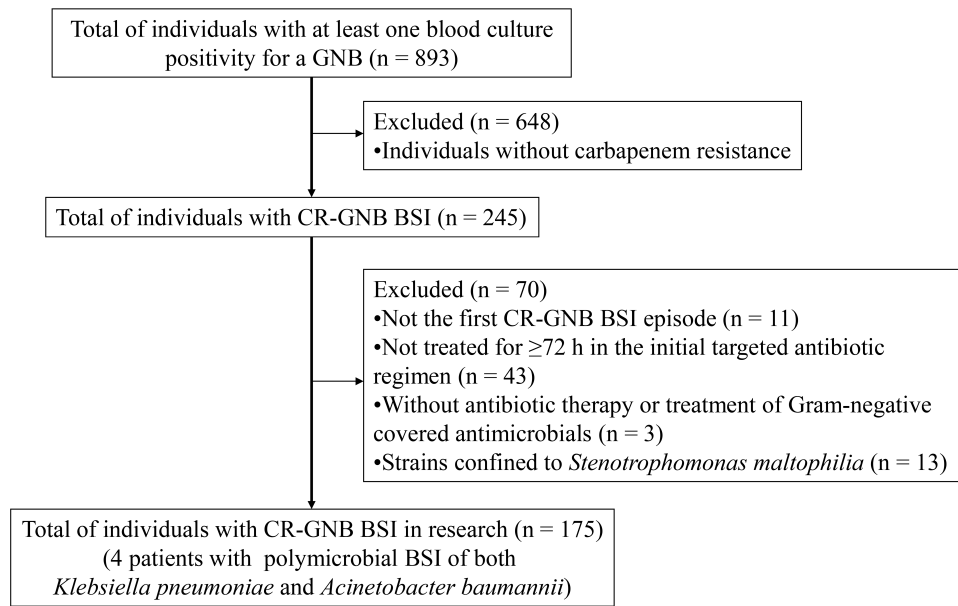 Total of individuals with at least one blood culture
positivity for a GNB (n = 893)
Excluded (n = 648)
•Individuals without carbapenem resistance
Total of individuals with CR-GNB BSI (n = 245)
Excluded (n = 70)
•Not the first CR-GNB BSI episode (n = 11)
•Not treated for ≥72 h in the initial targeted antibiotic
regimen (n = 43)
•Without antibiotic therapy or treatment of Gram-negative
covered antimicrobials (n = 3)
•Strains confined to Stenotrophomonas maltophilia (n = 13)
Total of individuals with CR-GNB BSI in research (n = 175)
(4 patients with polymicrobial BSI of both
Klebsiella pneumoniae and Acinetobacter baumannii)